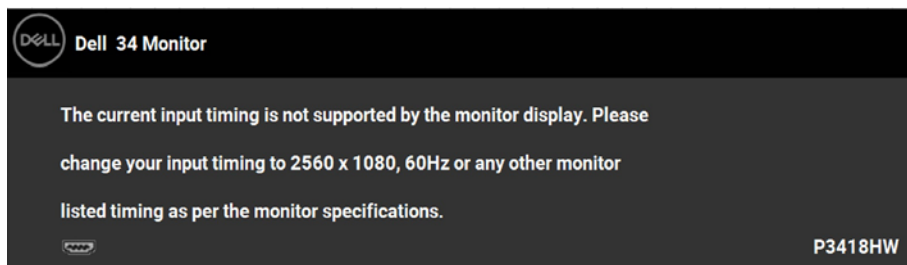 DELL
Dell 34 Monitor
The current input timing is not supported by the monitor display. Please
change your input timing to 2560 x 1080, 60Hz or any other monitor
listed timing as per the monitor specifications.
P3418HW